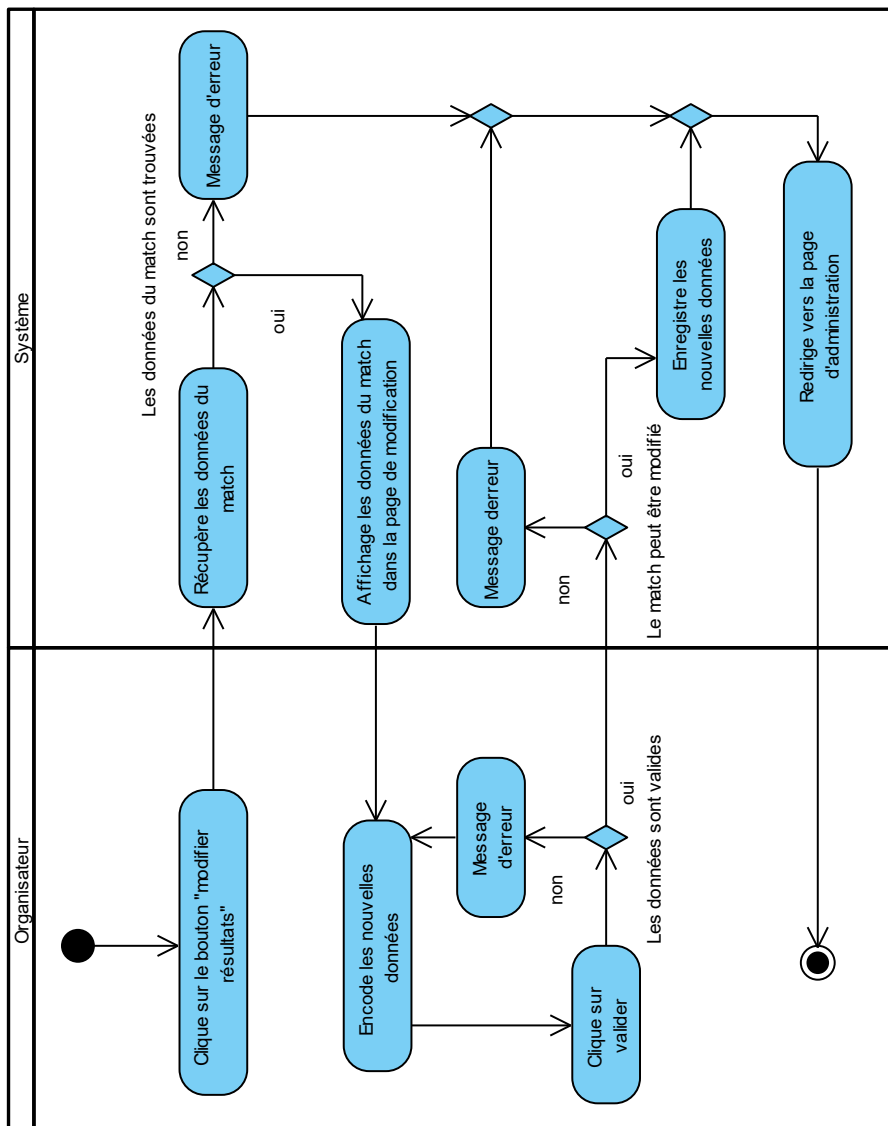 Organisateur
Système
Clique sur le bouton "modifier
résultats"
Récupère les données du
match
Les données du match sont trouvées
non
Message d'erreur
oui
Affichage les données du match
dans la page de modification
Encode les nouvelles
données
Clique sur
valider
Les données sont valides
non
Message
d'erreur
oui
Le match peut être modifié
non
Message derreur
oui
Enregistre les
nouvelles données
Redirige vers la page
d'administration